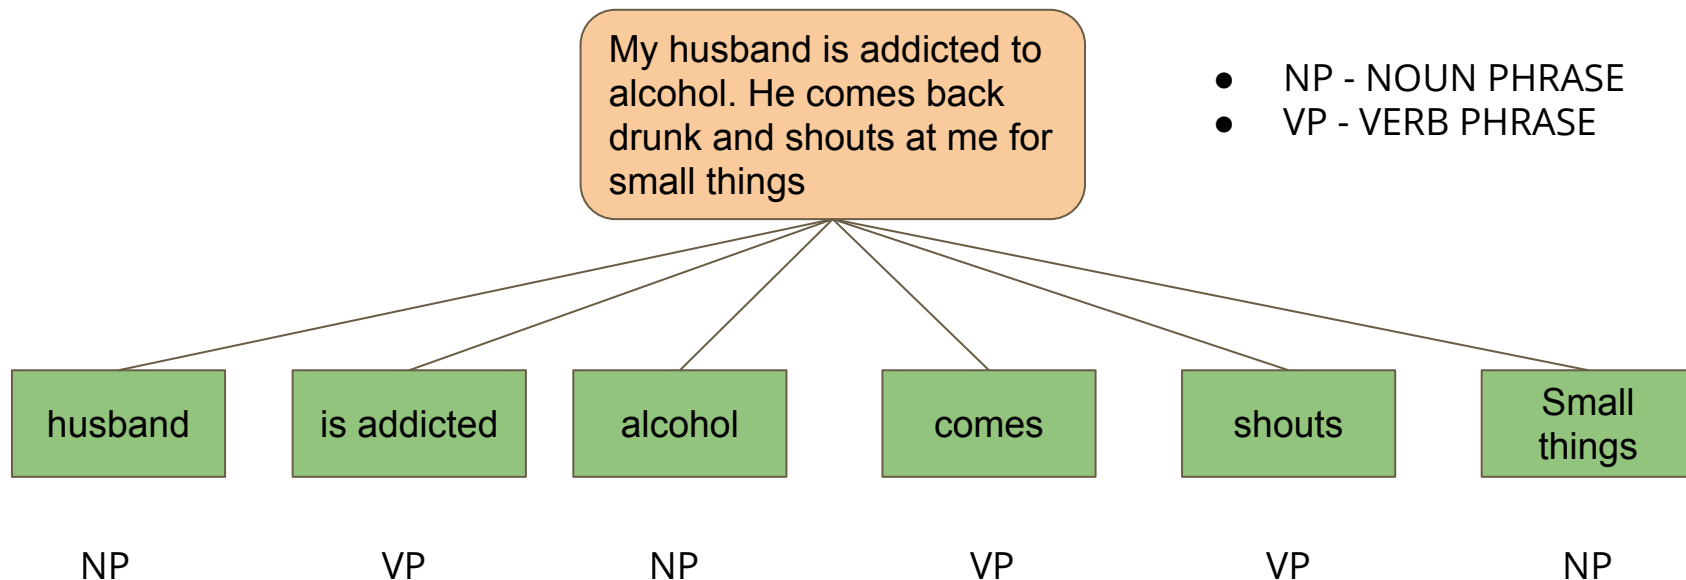 My husband is addicted to
alcohol. He comes back
drunk and shouts at me for
small things
● NP - NOUN PHRASE
● VP - VERB PHRASE
husband
is addicted
alcohol
comes
shouts
Small
things
NP
VP
NP
VP
VP
NP